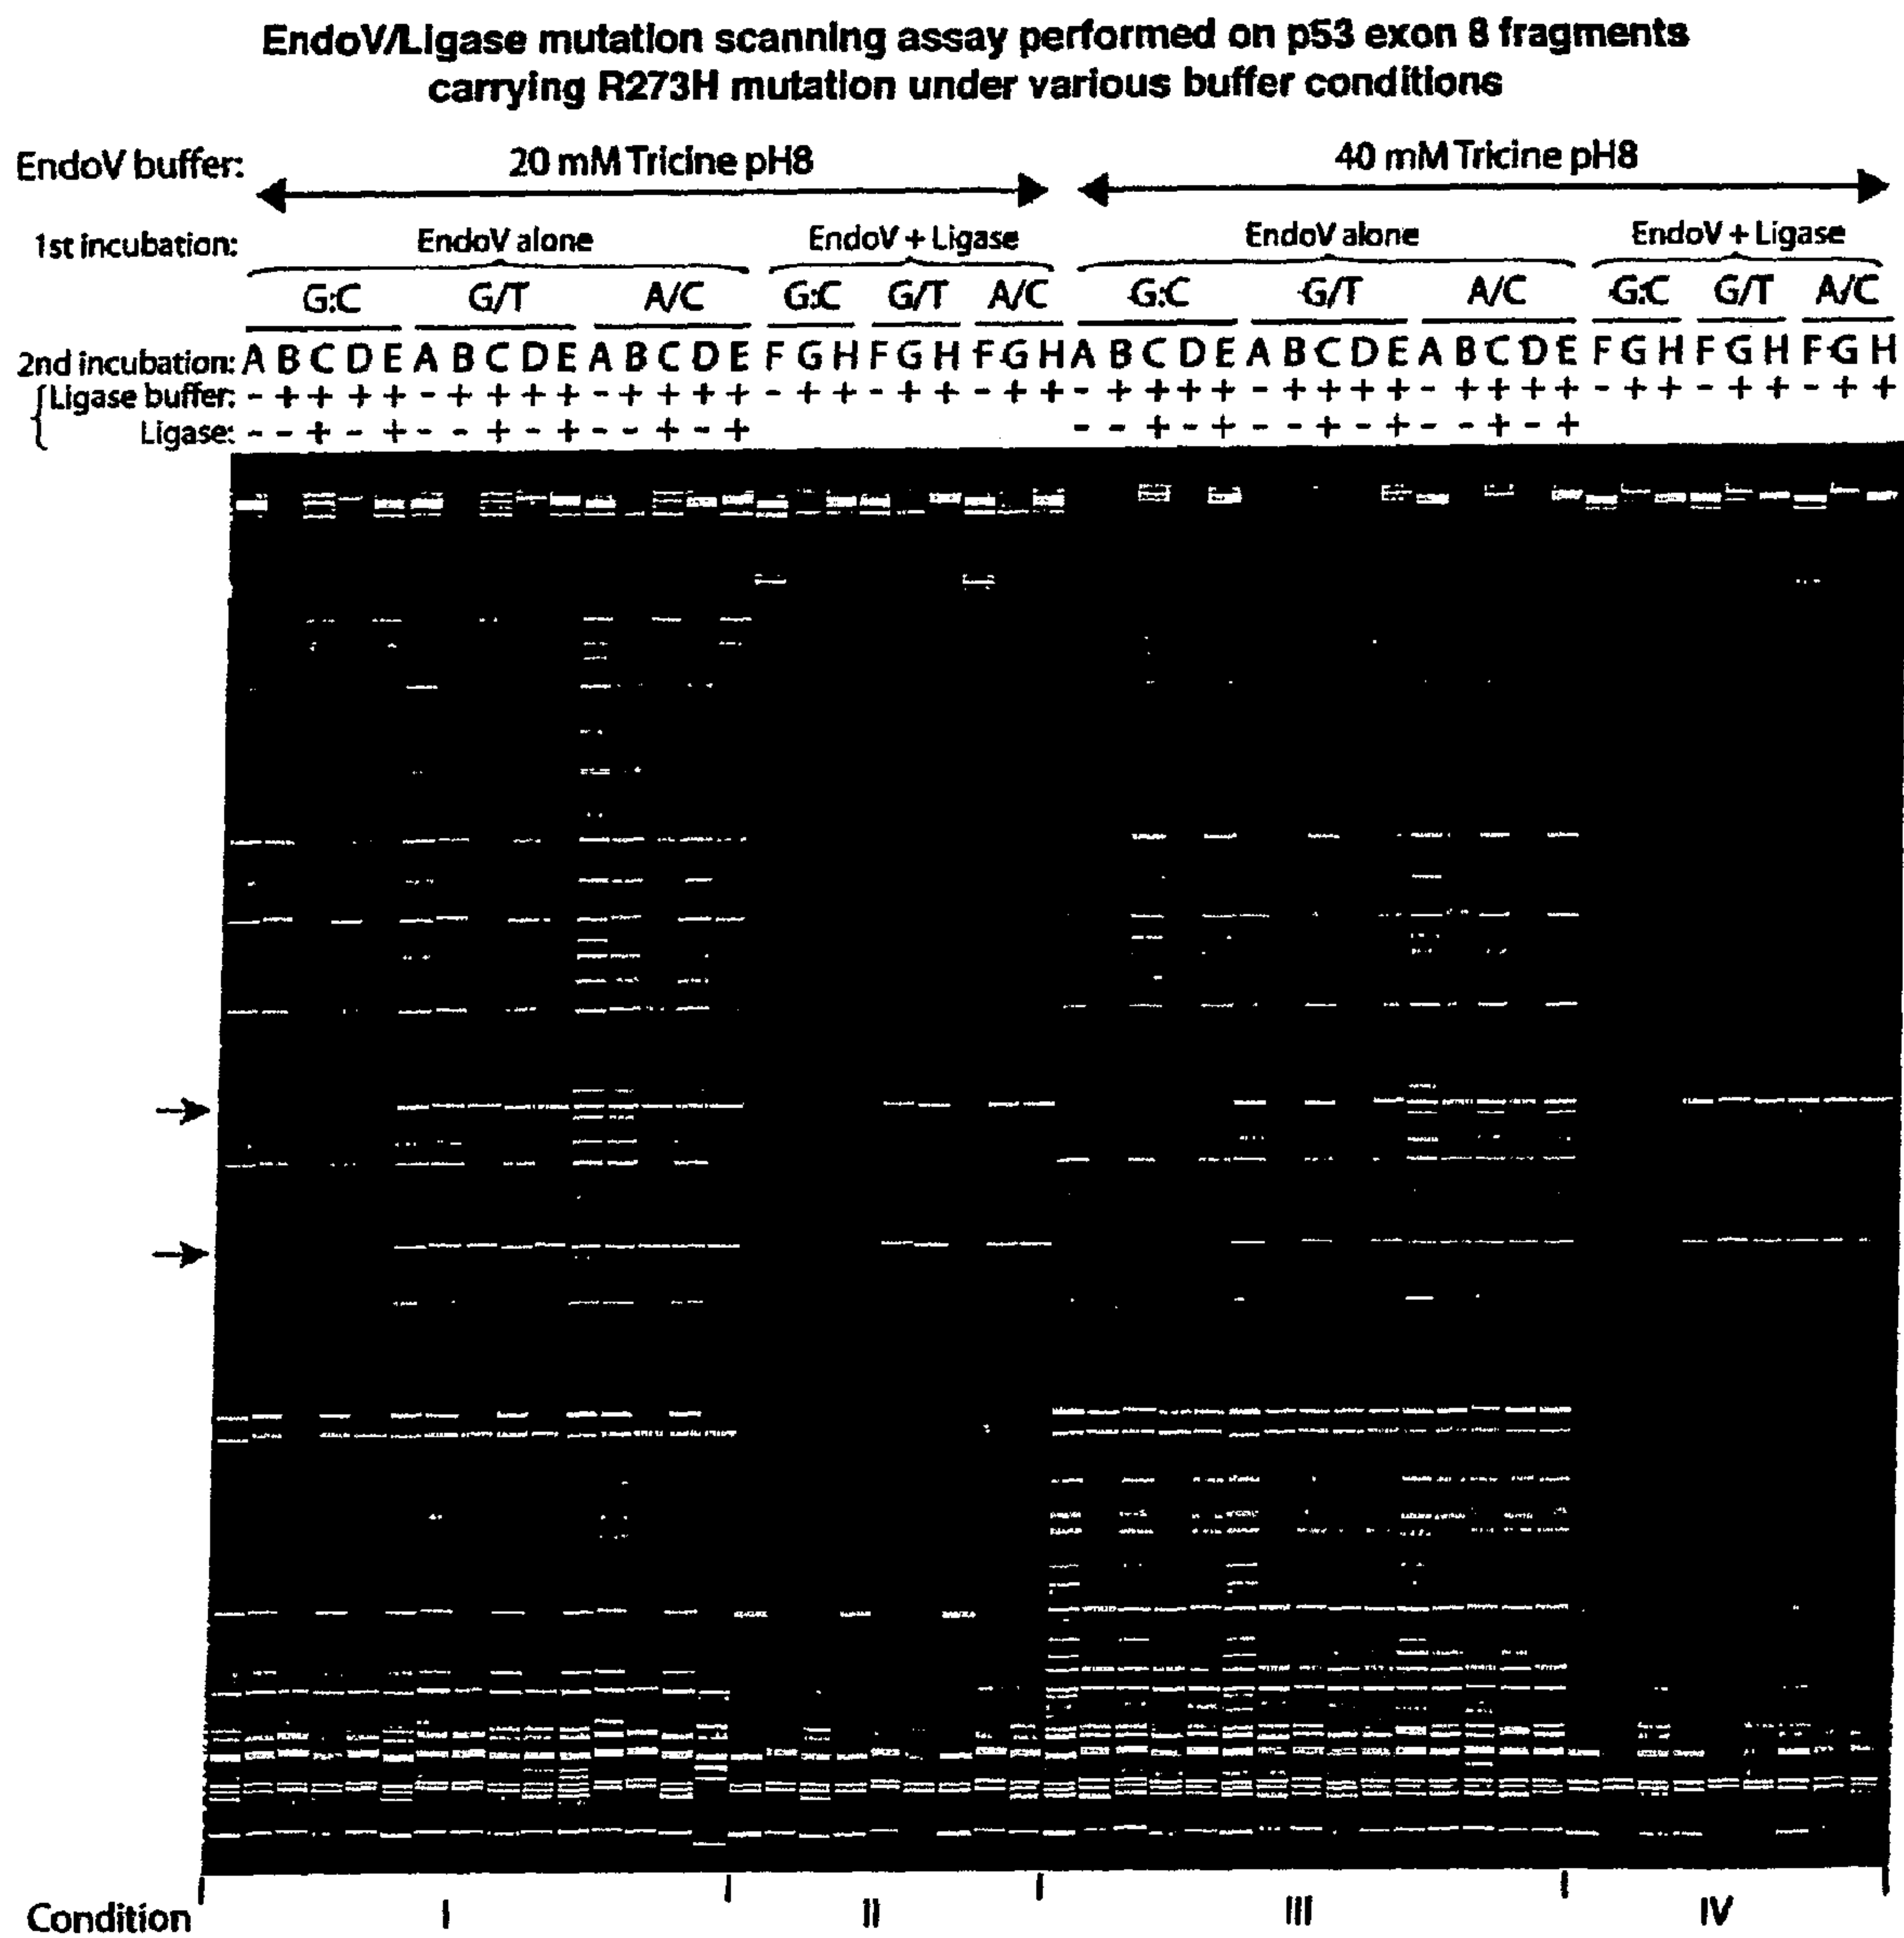 EndoV/Ligase mutation scanning assay performed on p53 exon 8 fragments
carrying R273H mutation under various buffer conditions
EndoV buffer: 20 mM Tricine pH8 40 mM Tricine pH8
1st incubation: EndoV alone EndoV + Ligase EndoV alone EndoV + Ligase
G:C G/T A/C G:C G/T A/C G:C G/T A/C G:C G/T A/C
2nd incubation: A B C D E A B C D E A B C D E F G H F G H F G H A B C D E A B C D E A B C D E F G H F G H F G H
Ligase buffer: - + + + + - + + + + - + + + + - + + - + + - + + - + + + + - + + + + - + + + + - + + - + + - + +
Ligase: - - + - + - - + - + - - + - + - - + - + - - + - + - - + - +
Condition I II III IV